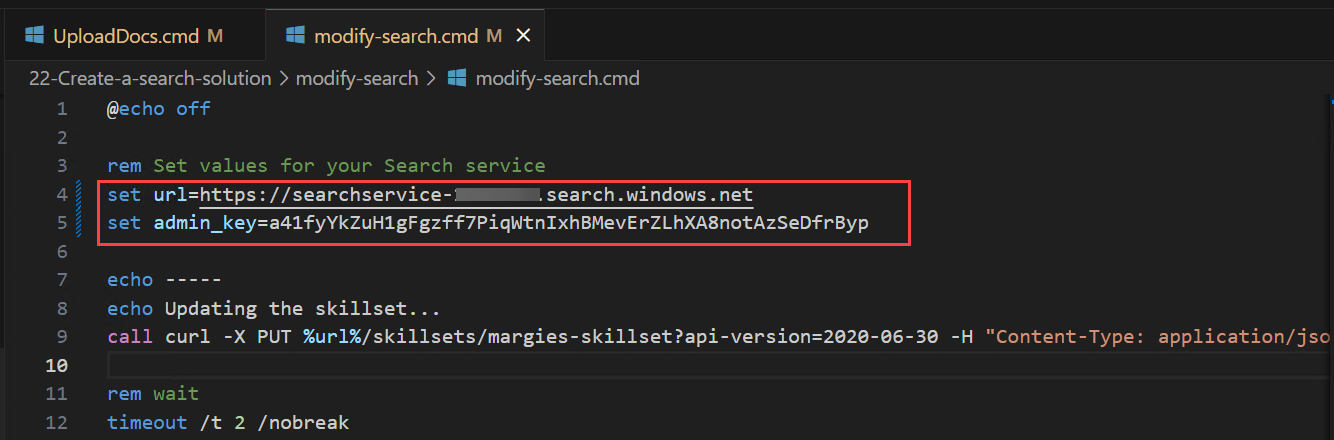 UploadDocs.cmd M
modify-search.cmd M
22-Create-a-search-solution > modify-search > modify-search.cmd
1 @echo off
2
3 rem Set values for your Search service
4 set url=https://searchservice- .search.windows.net
5 set admin_key=a41fyYkZuH1gFgzff7PiqWtnIxhBMevErZLhXA8notAzSeDfrByp
6
7 echo -----
8 echo Updating the skillset...
9 call curl -X PUT %url%/skillsets/margies-skillset?api-version=2020-06-30 -H "Content-Type: application/jso
10
11 rem wait
12 timeout /t 2 /nobreak